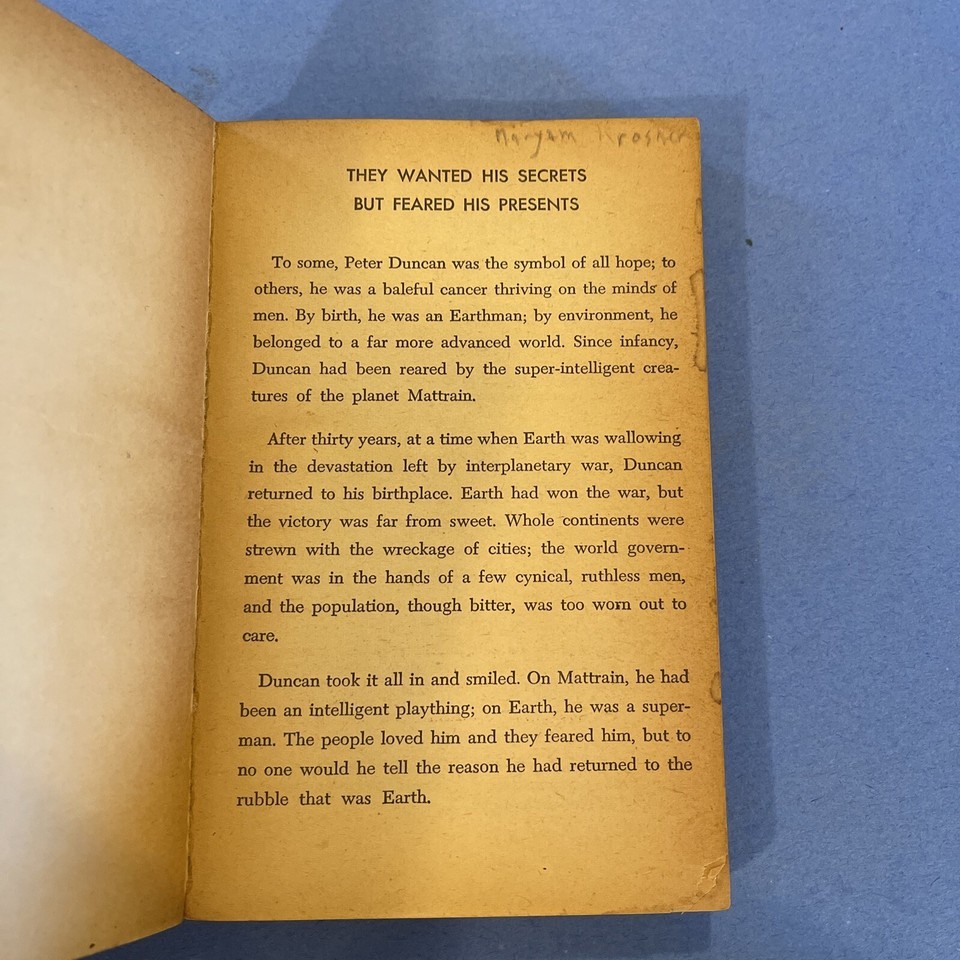 Maryam Krosney
THEY WANTED HIS SECRETS
BUT FEARED HIS PRESENTS
To some, Peter Duncan was the symbol of all hope; to
others, he was a baleful cancer thriving on the minds of
men. By birth, he was an Earthman; by environment, he
belonged to a far more advanced world. Since infancy,
Duncan had been reared by the super-intelligent crea-
tures of the planet Mattrain.
After thirty years, at a time when Earth was wallowing
in the devastation left by interplanetary war, Duncan
returned to his birthplace. Earth had won the war, but
the victory was far from sweet. Whole continents were
strewn with the wreckage of cities; the world govern-
ment was in the hands of a few cynical, ruthless men,
and the population, though bitter, was too worn out to
care.
Duncan took it all in and smiled. On Mattrain, he had
been an intelligent plaything; on Earth, he was a super-
man. The people loved him and they feared him, but to
no one would he tell the reason he had returned to the
rubble that was Earth.